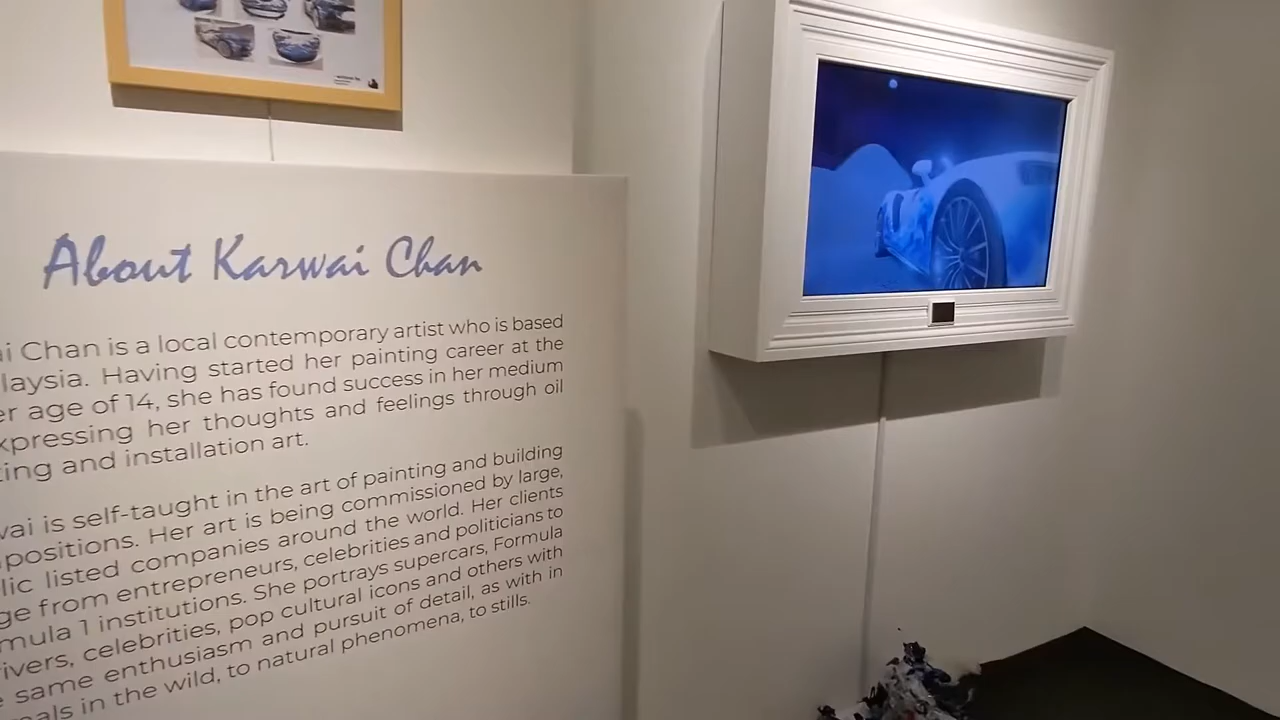 About Karwai Chan
ai Chan is a local contemporary artist who is based
laysia. Having started her painting career at the
er age of 14, she has found success in her medium
xpressing her thoughts and feelings through oil
ting and installation art.
wai is self-taught in the art of painting and building
positions. Her art is being commissioned by large,
lic listed companies around the world. Her clients
ge from entrepreneurs, celebrities and politicians to
mula 1 institutions. She portrays supercars, Formula
rivers, celebrities, pop cultural icons and others with
e same enthusiasm and pursuit of detail, as with in
mals in the wild, to natural phenomena, to stills.